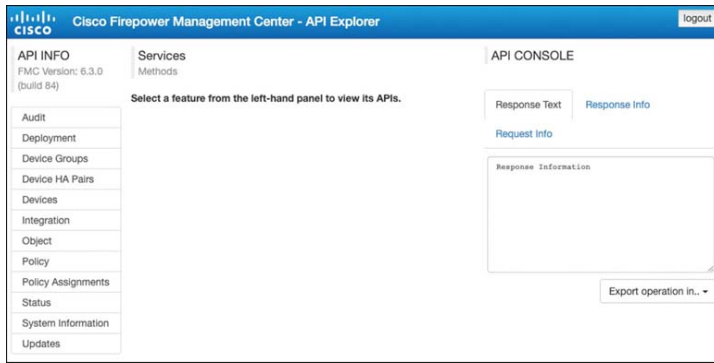 CISCO
Cisco Firepower Management Center - API Explorer
logout
API INFO
FMC Version: 6.3.0
(build 84)
Audit
Deployment
Device Groups
Device HA Pairs
Devices
Integration
Object
Policy
Policy Assignments
Status
System Information
Updates
Services
Methods
Select a feature from the left-hand panel to view its APIs.
API CONSOLE
Response Text
Response Info
Request Info
Response Information
Export operation in..